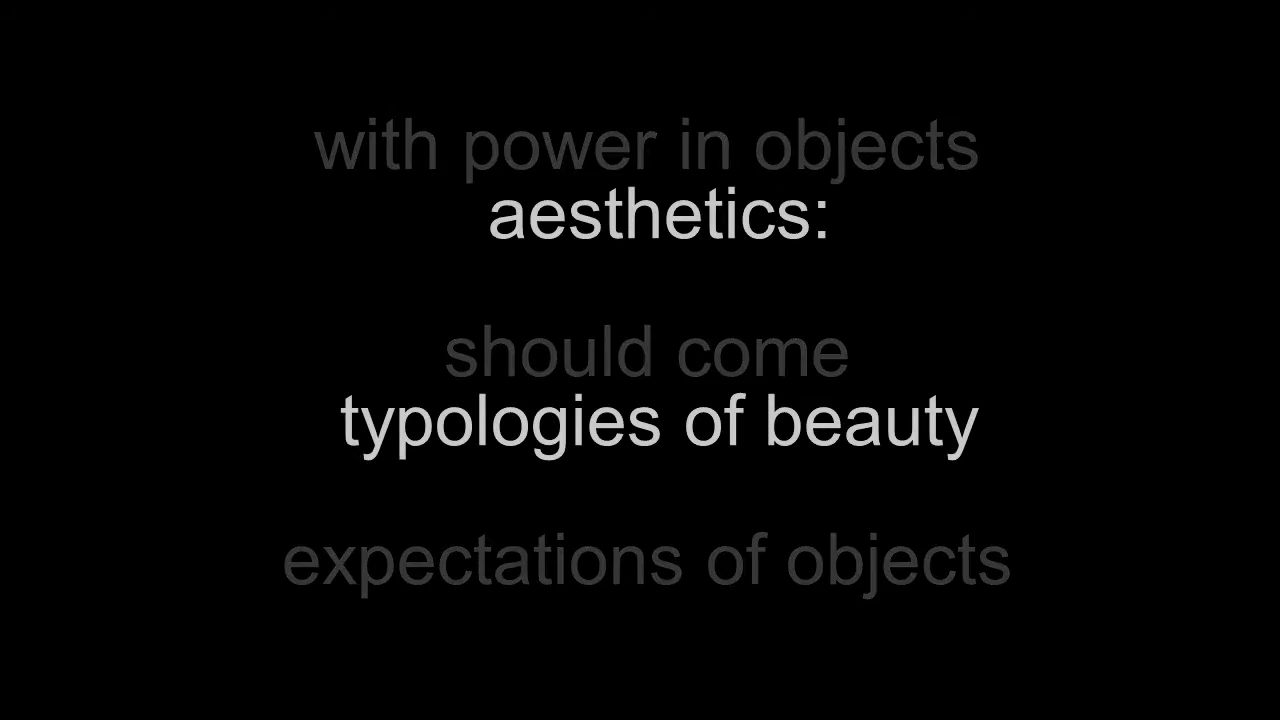 with power in objects
aesthetics:
should come
typologies of beauty
expectations of objects